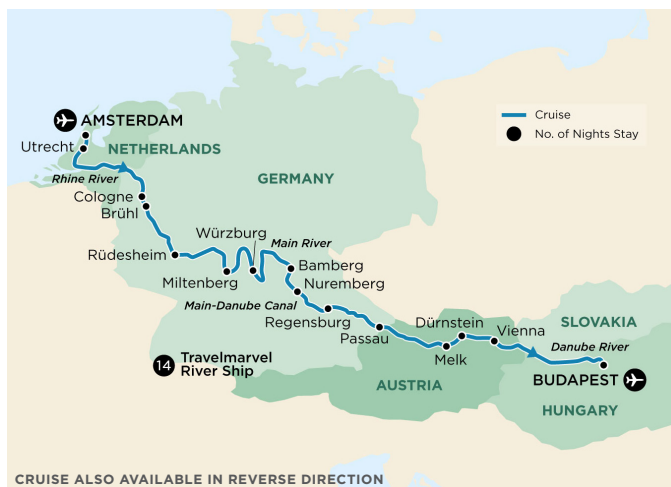 AMSTERDAM
Utrecht
NETHERLANDS
Rhine River
Cologne
Brühl
GERMANY
Cruise
No. of Nights Stay
Würzburg
Main River
Rüdesheim
Miltenberg
Bamberg
Nuremberg
Main-Danube Canal
Regensburg
Passau
Dürnstein
Vienna
Melk
SLOVAKIA
Danube River
14
Travelmarvel
River Ship
AUSTRIA
BUDAPEST
HUNGARY
CRUISE ALSO AVAILABLE IN REVERSE DIRECTION